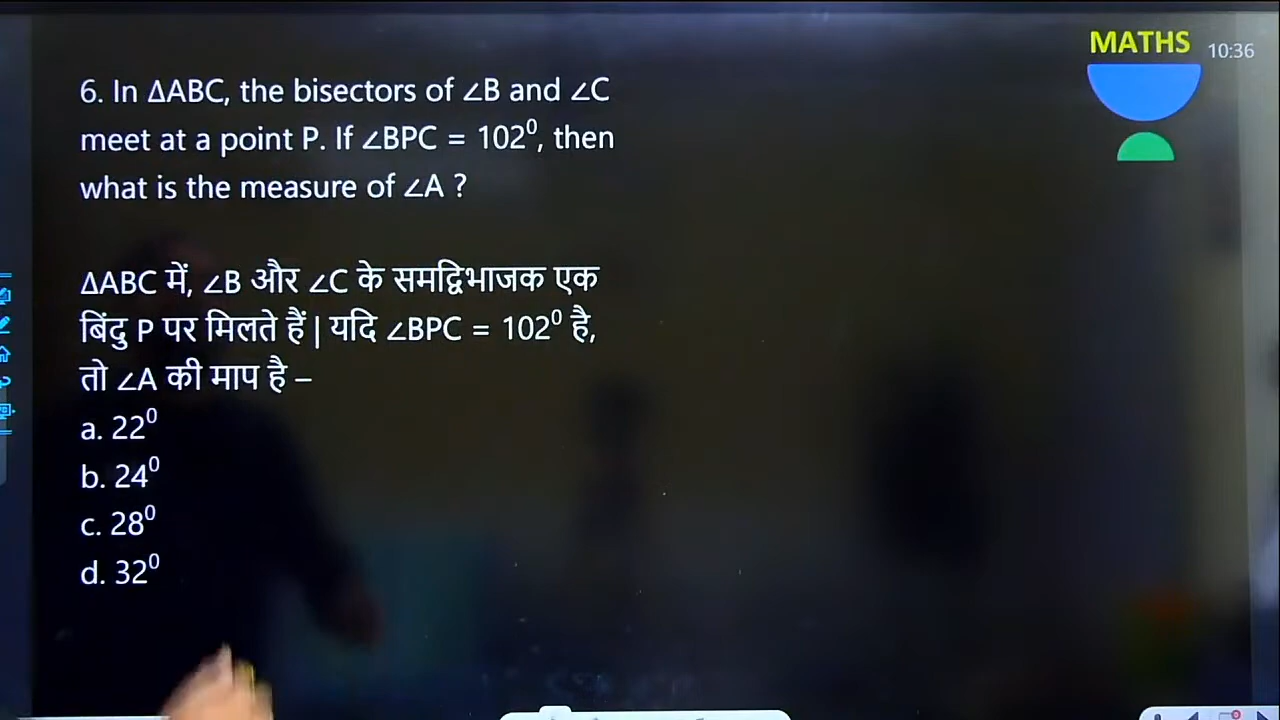 MATHS
10:36
6. In ΔABC, the bisectors of ∠B and ∠C
meet at a point P. If ∠BPC = 102⁰, then
what is the measure of ∠A ?
ΔABC में, ∠B और ∠C के समद्विभाजक एक
बिंदु P पर मिलते हैं | यदि ∠BPC = 102⁰ है,
तो ∠A की माप है –
a. 22⁰
b. 24⁰
c. 28⁰
d. 32⁰